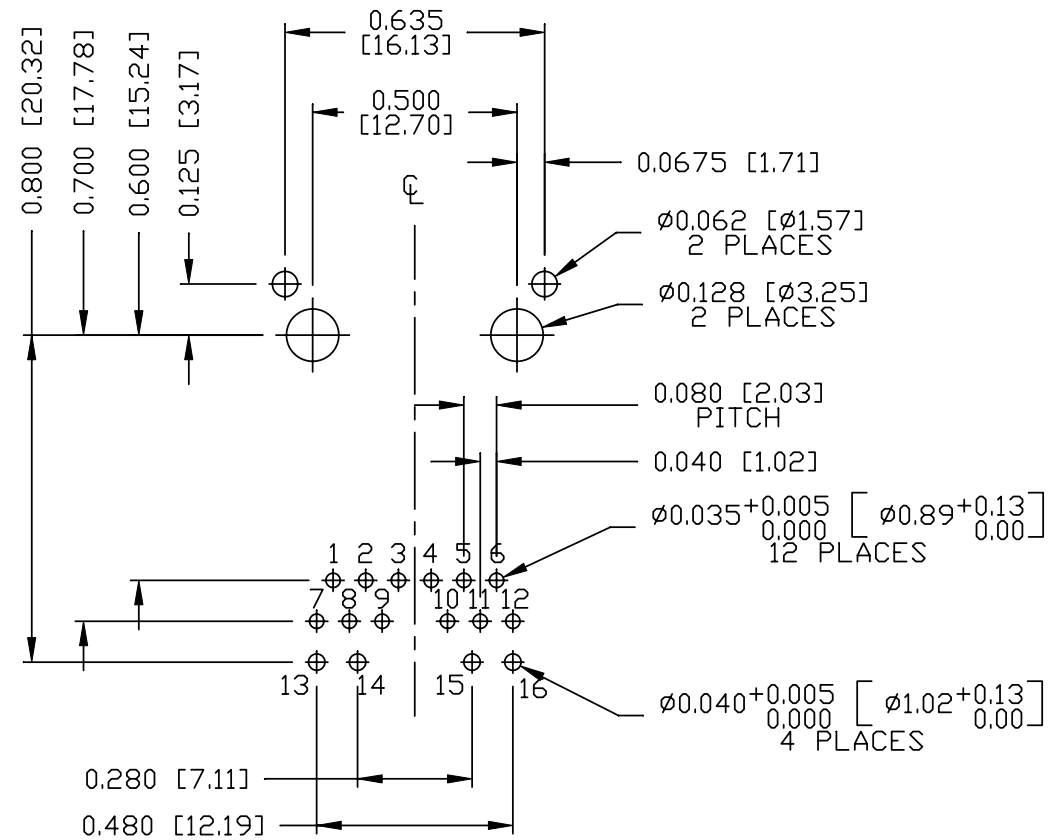 0.635
[16.13]
0.500
[12.70]
0.800 [20.32]
0.700 [17.78]
0.600 [15.24]
0.125 [3.17]
0.0675 [1.71]
℄
Ø0.062 [Ø1.57]
2 PLACES
Ø0.128 [Ø3.25]
2 PLACES
0.080 [2.03]
PITCH
0.040 [1.02]
Ø0.035+0.005 [Ø0.89+0.13]
0.000 0.00
12 PLACES
1 2 3 4 5 6
7 8 9 10 11 12
13 14 15 16
Ø0.040+0.005 [Ø1.02+0.13]
0.000 0.00
4 PLACES
0.280 [7.11]
0.480 [12.19]